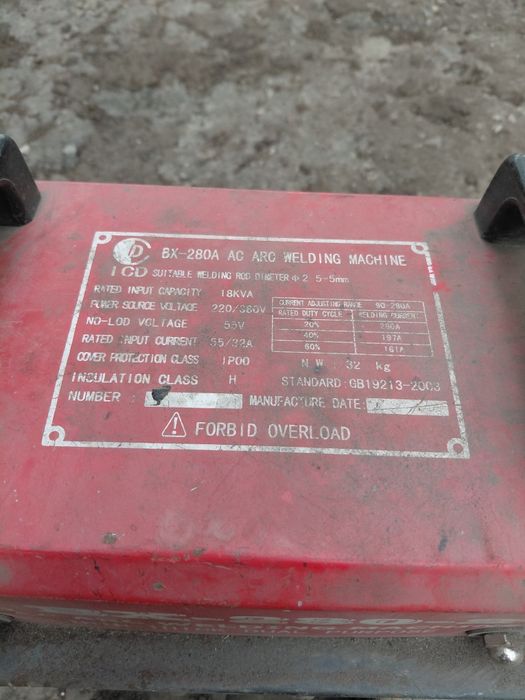 BX-280A AC ARC WELDING MACHINE
LCD SUITABLE WELDING ROD DIMETER Φ2.5-5mm
RATED INPUT CAPACITY 18KVA
POWER SOURCE VOLTAGE 220/380V
NO-LOD VOLTAGE 55V
RATED INPUT CURRENT 55/32A
COVER PROTECTION CLASS IP00
INSULATION CLASS H
CURRENT ADJUSTING RANGE 90-280A
RATED DUTY CYCLE WELDING CURRENT
20% 280A
40% 197A
60% 161A
N.W: 32 kg
STANDARD:GB19213-2003
NUMBER: MANUFACTURE DATE:
FORBID OVERLOAD